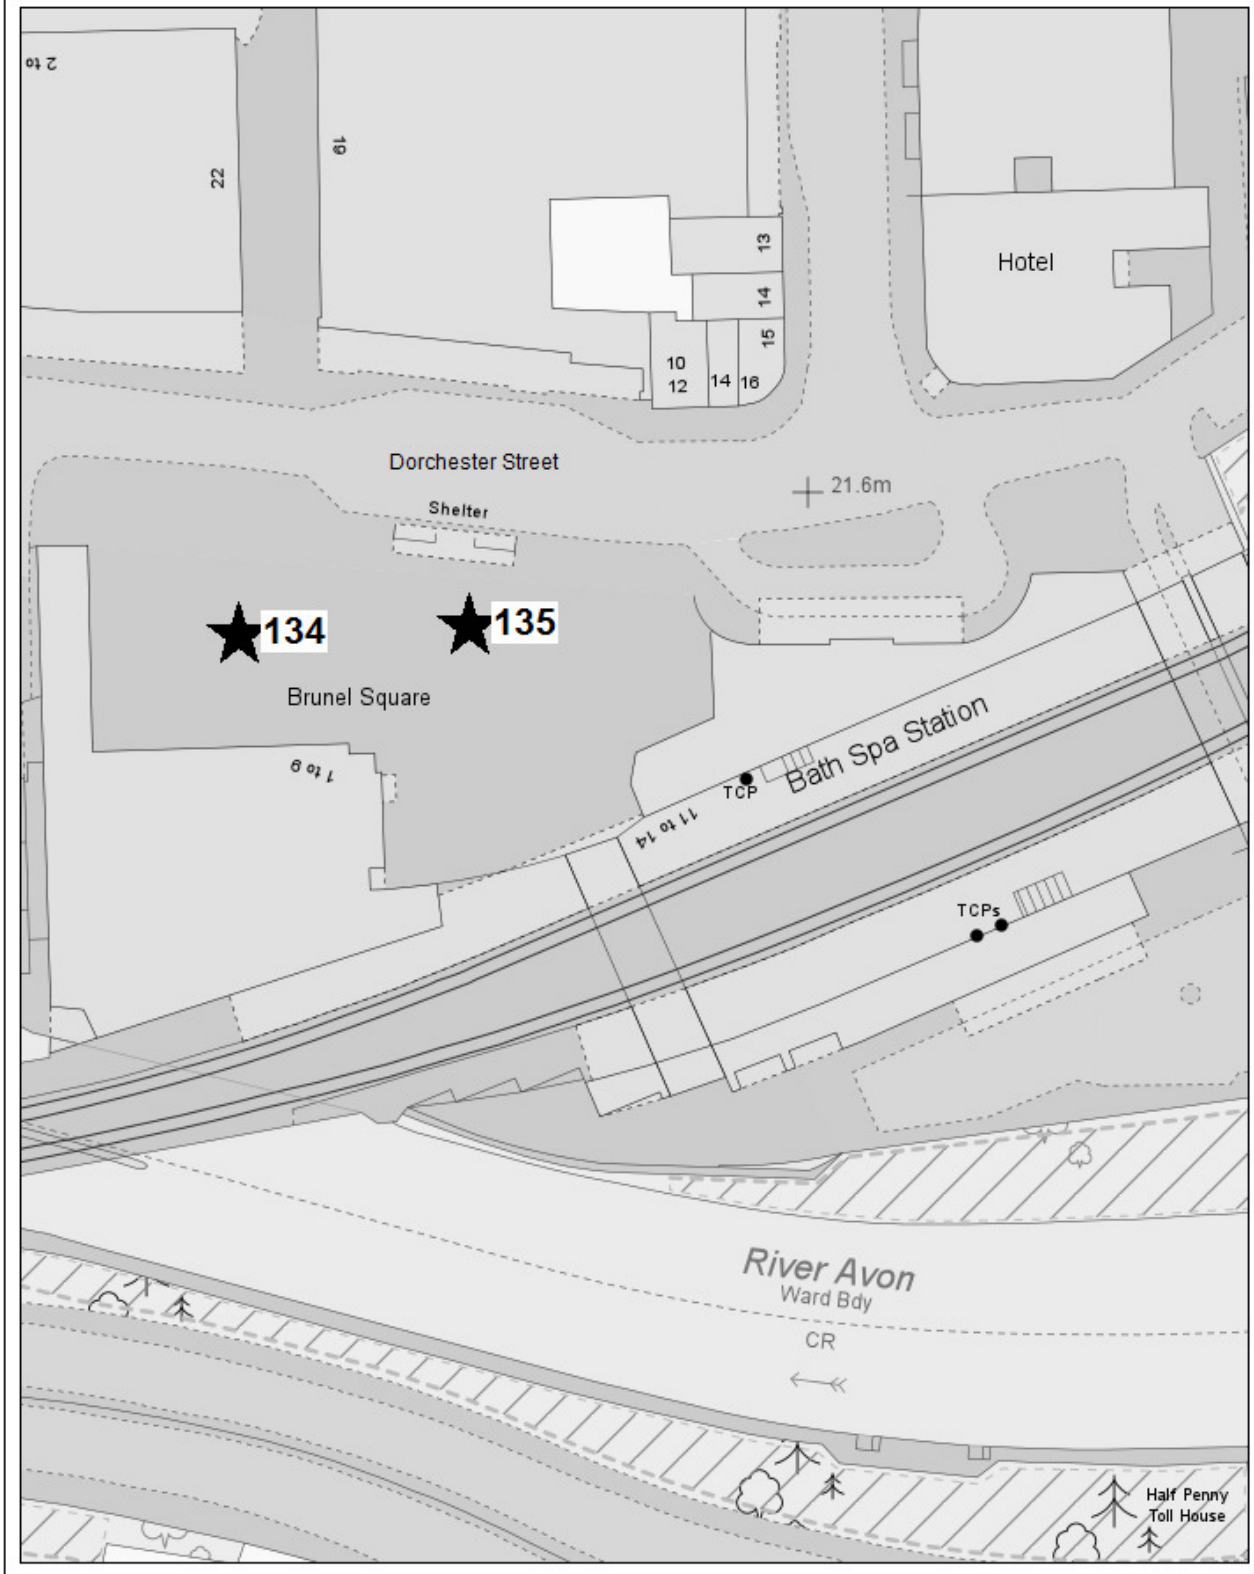 2 to
22
19
13
14
15
10
12
14
16
Hotel
Dorchester Street
21.6m
Shelter
134
135
Brunel Square
1 to 9
Bath Spa Station
TCP
11 to 14
TCPs
River Avon
Ward Bdy
CR
Half Penny
Toll House